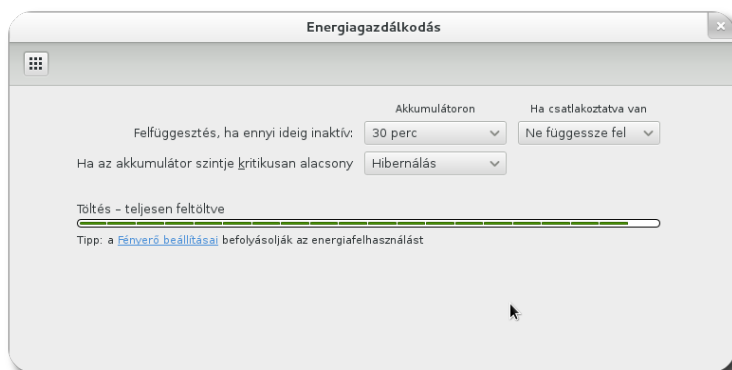 Energiagazdálkodás
Akkumulátoron Ha csatlakoztatva van
Felfüggesztés, ha ennyi ideig inaktív: 30 perc Ne függessze fel
Ha az akkumulátor szintje kritikusan alacsony Hibernálás
Töltés – teljesen feltöltve
Tipp: a Fényerő beállításai befolyásolják az energiafelhasználást